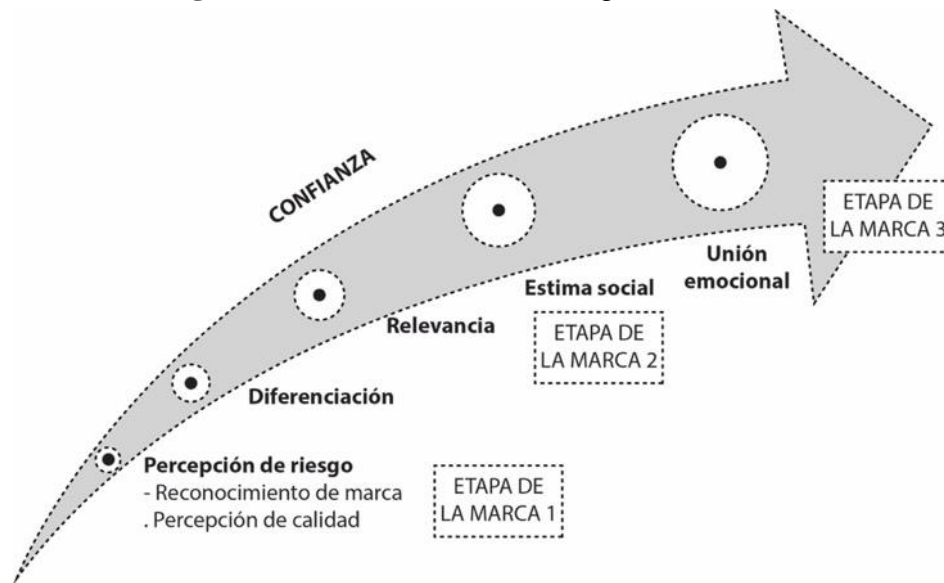 CONFIANZA
ETAPA DE
LA MARCA 3
Unión
emocional
Estima social
Relevancia
ETAPA DE
LA MARCA 2
Diferenciación
Percepción de riesgo
- Reconocimiento de marca
. Percepción de calidad
ETAPA DE
LA MARCA 1